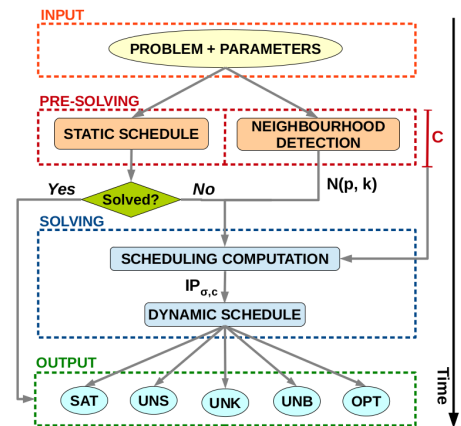 INPUT
PROBLEM + PARAMETERS
PRE-SOLVING
STATIC SCHEDULE
NEIGHBOURHOOD
DETECTION
C
Yes
Solved?
No
N(p, k)
SOLVING
SCHEDULING COMPUTATION
IPσ,c
DYNAMIC SCHEDULE
OUTPUT
SAT
UNS
UNK
UNB
OPT
Time